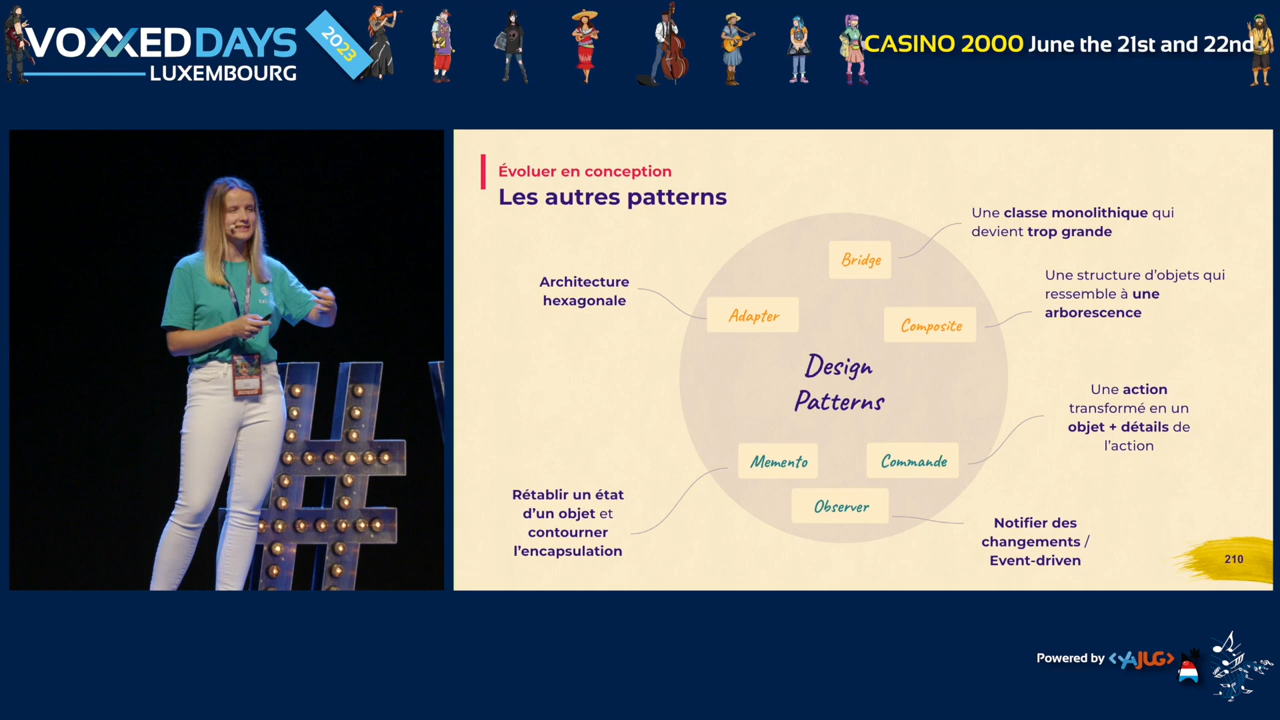 VOXXEDDAYS
LUXEMBOURG
2023
CASINO 2000 June the 21st and 22nd
Évoluer en conception
Les autres patterns
Une classe monolithique qui
devient trop grande
Bridge
Architecture
hexagonale
Adapter
Une structure d'objets qui
ressemble à une
arborescence
Composite
Design
Patterns
Une action
transformé en un
objet + détails de
l'action
Memento
Commande
Rétablir un état
d'un objet et
contourner
l'encapsulation
Observer
Notifier des
changements /
Event-driven
210
Powered by <YAJUG>